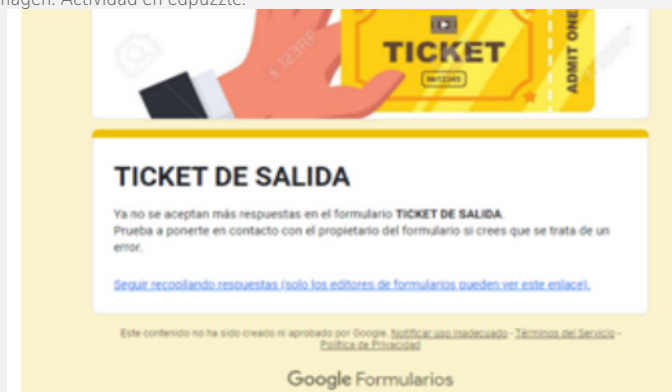 magen. Actividad en edpuzzle.
123RF
TICKET
№12345
ADMIT ONE
123RF
TICKET DE SALIDA
Ya no se aceptan más respuestas en el formulario TICKET DE SALIDA.
Prueba a ponerte en contacto con el propietario del formulario si crees que se trata de un
error.
Seguir recopilando respuestas (solo los editores de formularios pueden ver este enlace).
Este contenido no ha sido creado ni aprobado por Google. Notificar uso inadecuado - Términos del Servicio -
Política de Privacidad
Google Formularios